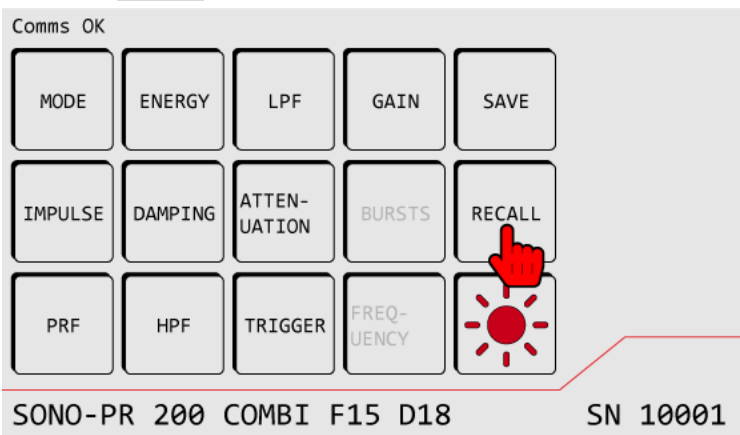 Comms OK
MODE
ENERGY
LPF
GAIN
SAVE
IMPULSE
DAMPING
ATTEN-
UATION
BURSTS
RECALL
PRF
HPF
TRIGGER
FREQ-
UENCY
SONO-PR 200 COMBI F15 D18
SN 10001